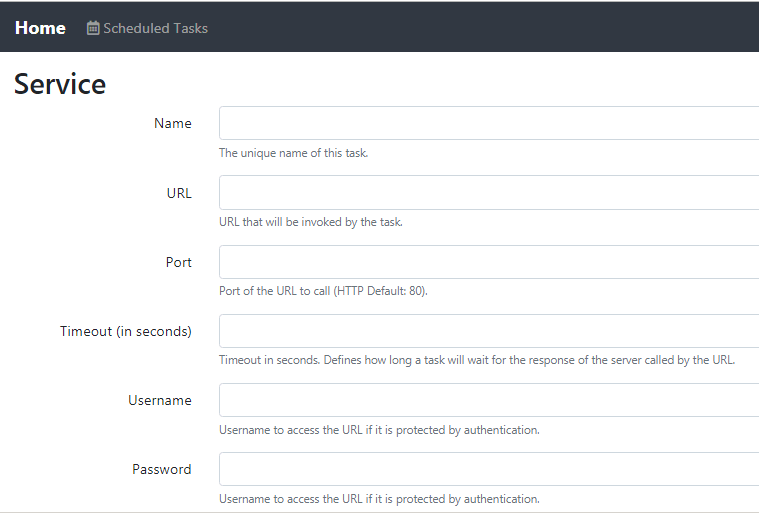 Home Scheduled Tasks
Service
Name
The unique name of this task.
URL
URL that will be invoked by the task.
Port
Port of the URL to call (HTTP Default: 80).
Timeout (in seconds)
Timeout in seconds. Defines how long a task will wait for the response of the server called by the URL.
Username
Username to access the URL if it is protected by authentication.
Password
Username to access the URL if it is protected by authentication.